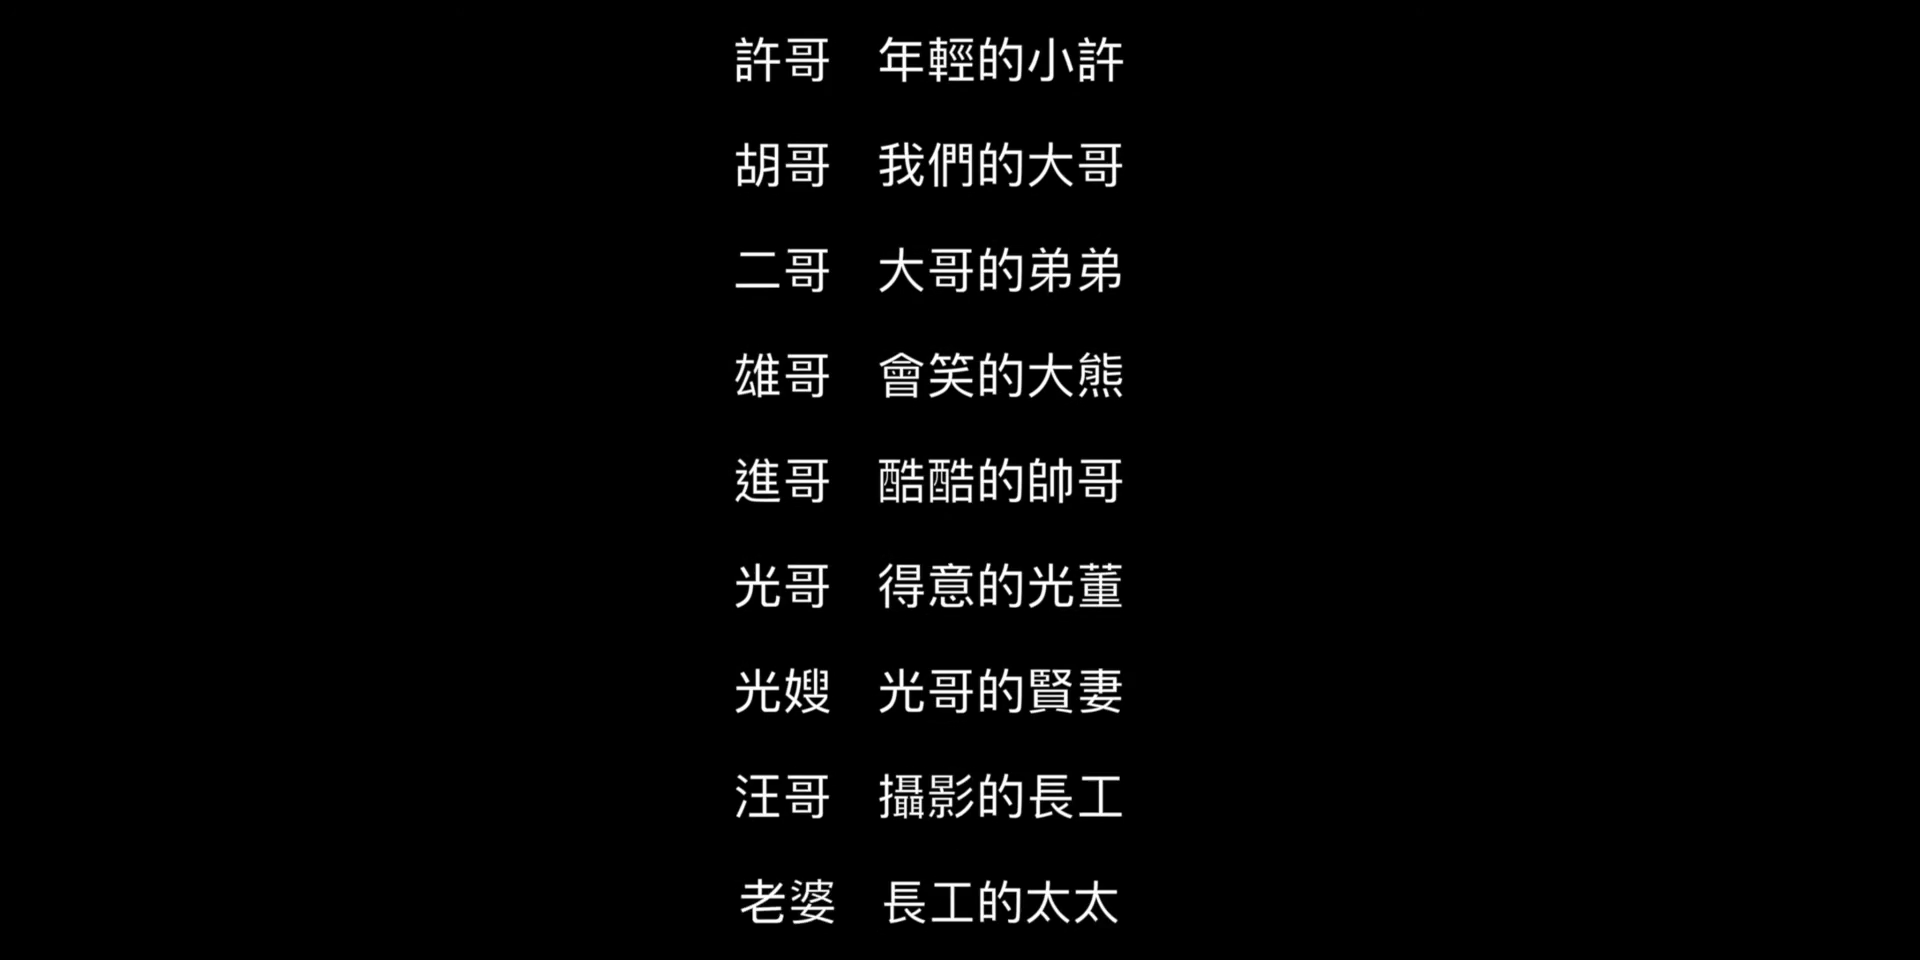 許哥 年輕的小許
胡哥 我們的大哥
二哥 大哥的弟弟
雄哥 會笑的大熊
進哥 酷酷的帥哥
光哥 得意的光董
光嫂 光哥的賢妻
汪哥 攝影的長工
老婆 長工的太太